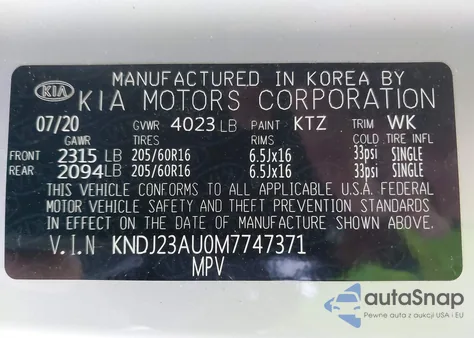 MANUFACTURED IN KOREA BY
KIA KIA MOTORS CORPORATION
07/20 GVWR 4023 LB PAINT KTZ TRIM WK
GAWR TIRES RIMS COLD TIRE INFL
FRONT 2315 LB 205/60R16 6.5Jx16 33psi SINGLE
REAR 2094 LB 205/60R16 6.5Jx16 33psi SINGLE
THIS VEHICLE CONFORMS TO ALL APPLICABLE U.S.A. FEDERAL
MOTOR VEHICLE SAFETY AND THEFT PREVENTION STANDARDS
IN EFFECT ON THE DATE OF MANUFACTURE SHOWN ABOVE.
V.I.N KNDJ23AU0M7747371
MPV
autoSnap
Pewne auta z aukcji USA i EU